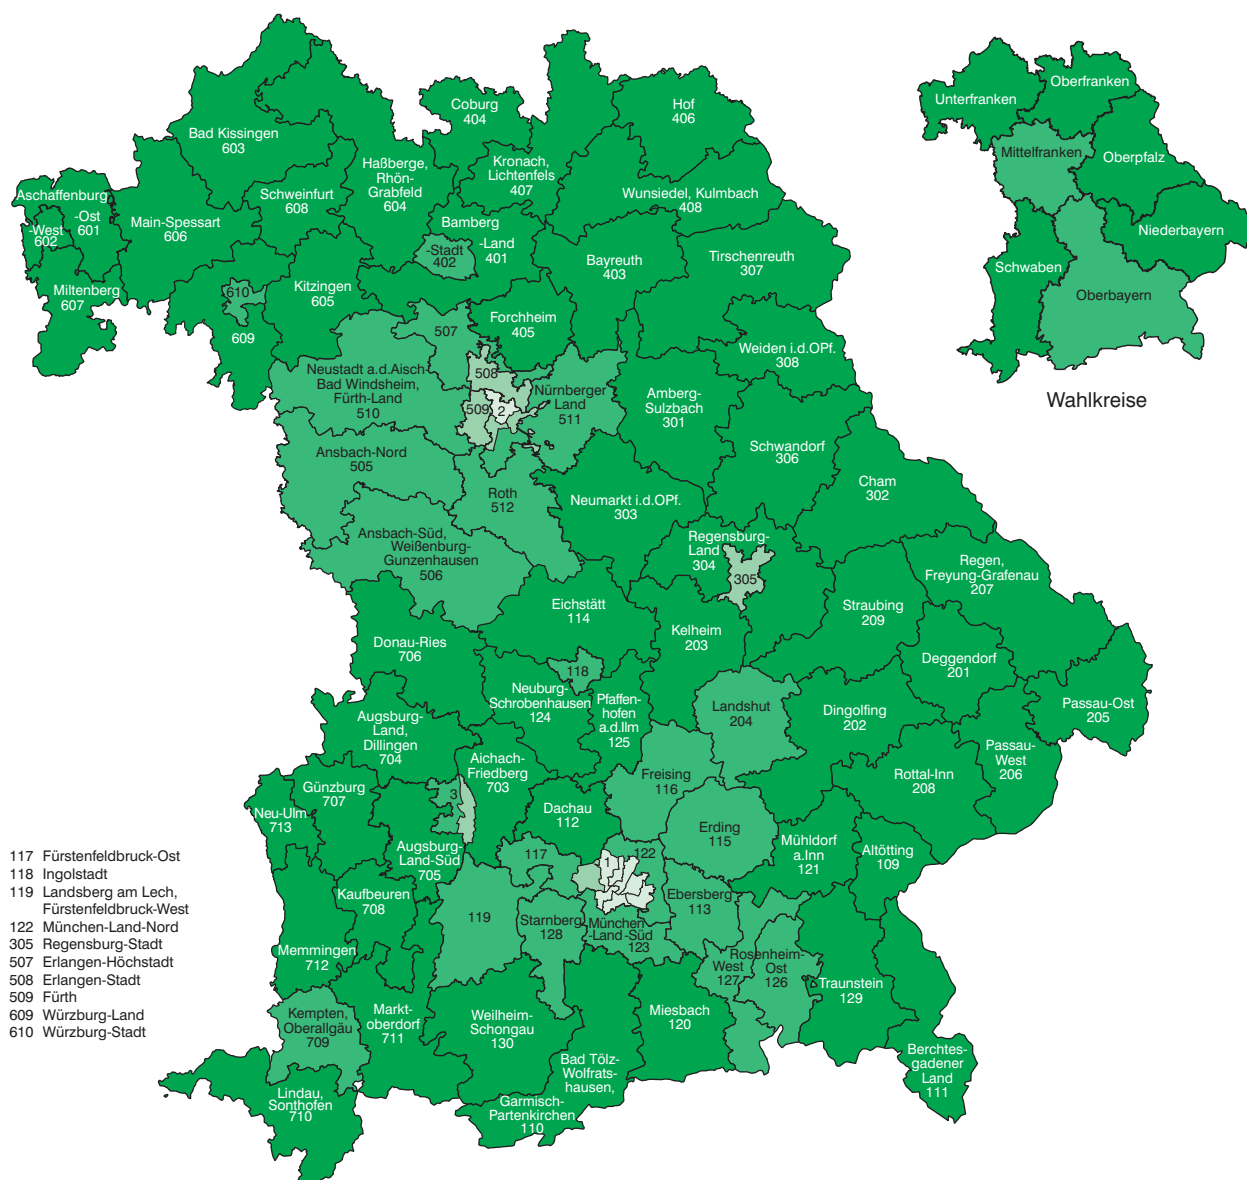 Coburg
404
Hof
406
Bad Kissingen
603
Haßberge,
Rhön-
Grabfeld
604
Kronach,
Lichtenfels
407
Wunsiedel, Kulmbach
408
Aschaffenburg
-Ost
601
-West
602
Main-Spessart
606
Schweinfurt
608
Bamberg
-Stadt
402
-Land
401
Bayreuth
403
Tirschenreuth
307
Miltenberg
607
610
609
Kitzingen
605
Forchheim
405
507
508
509
2
Weiden i.d.OPf.
308
Neustadt a.d.Aisch
Bad Windsheim,
Fürth-Land
510
Nürnberger
Land
511
Amberg-
Sulzbach
301
Schwandorf
306
Ansbach-Nord
505
Roth
512
Neumarkt i.d.OPf.
303
Cham
302
Ansbach-Süd,
Weißenburg-
Gunzenhausen
506
Regensburg-
Land
304
305
Regen,
Freyung-Grafenau
207
Eichstätt
114
Straubing
209
Kelheim
203
Donau-Ries
706
Deggendorf
201
118
Neuburg-
Schrobenhausen
124
Pfaffen-
hofen
a.d.Ilm
125
Landshut
204
Dingolfing
202
Passau-Ost
205
Augsburg-
Land,
Dillingen
704
Passau-
West
206
Aichach-
Friedberg
703
Freising
116
Rottal-Inn
208
Günzburg
707
3
Neu-Ulm
713
Dachau
112
Erding
115
Mühldorf
a.Inn
121
Altötting
109
Augsburg-
Land-Süd
705
117
1
122
Kaufbeuren
708
Ebersberg
113
119
Starnberg
128
München
-Land-Süd
123
Memmingen
712
Rosenheim-
West
127
Ost
126
Traunstein
129
Kempten,
Oberallgäu
709
Markt-
oberdorf
711
Weilheim-
Schongau
130
Miesbach
120
Bad Tölz-
Wolfrats-
hausen,
Garmisch-
Partenkirchen
110
Berchtes-
gadener
Land
111
Lindau,
Sonthofen
710
Unterfranken
Oberfranken
Mittelfranken
Oberpfalz
Niederbayern
Schwaben
Oberbayern
Wahlkreise
117 Fürstenfeldbruck-Ost
118 Ingolstadt
119 Landsberg am Lech,
Fürstenfeldbruck-West
122 München-Land-Nord
305 Regensburg-Stadt
507 Erlangen-Höchstadt
508 Erlangen-Stadt
509 Fürth
609 Würzburg-Land
610 Würzburg-Stadt